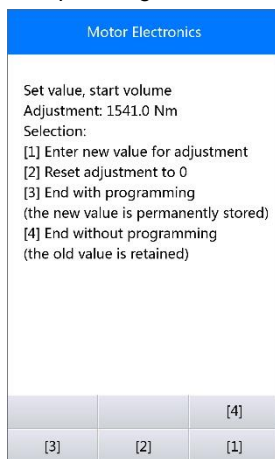 Motor Electronics
Set value, start volume
Adjustment: 1541.0 Nm
Selection:
[1] Enter new value for adjustment
[2] Reset adjustment to 0
[3] End with programming
(the new value is permanently stored)
[4] End without programming
(the old value is retained)
[4]
[3] [2] [1]